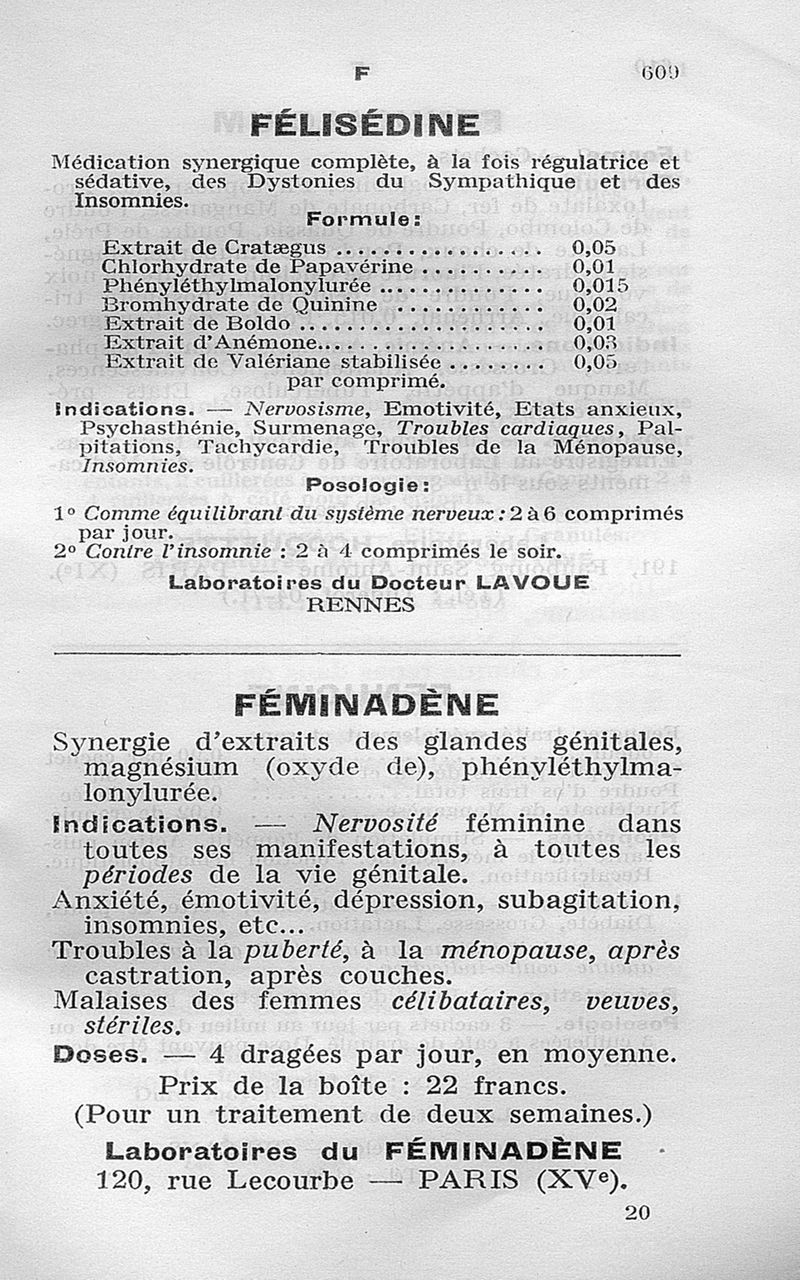 F 609
FÉLISÉDINE
Médication synergique complète, à la fois régulatrice et
sédative, des Dystonies du Sympathique et des
Insomnies.
Formule:
Extrait de Cratægus ................ 0,05
Chlorhydrate de Papavérine ......... 0,01
Phényléthylmalonylurée .............. 0,015
Bromhydrate de Quinine ............ 0,02
Extrait de Boldo .................... 0,01
Extrait d'Anémone.................. 0,03
Extrait de Valériane stabilisée ........ 0,05
par comprimé.
Indications. — Nervosisme, Emotivité, Etats anxieux,
Psychasthénie, Surmenage, Troubles cardiaques, Pal-
pitations, Tachycardie, Troubles de la Ménopause,
Insomnies.
Posologie:
1° Comme équilibrant du système nerveux : 2 à 6 comprimés
par jour.
2° Contre l'insomnie : 2 à 4 comprimés le soir.
Laboratoires du Docteur LAVOUE
RENNES
FÉMINADÈNE
Synergie d'extraits des glandes génitales,
magnésium (oxyde de), phényléthylma-
lonylurée.
Indications. — Nervosité féminine dans
toutes ses manifestations, à toutes les
périodes de la vie génitale.
Anxiété, émotivité, dépression, subagitation,
insomnies, etc...
Troubles à la puberté, à la ménopause, après
castration, après couches.
Malaises des femmes célibataires, veuves,
stériles.
Doses. — 4 dragées par jour, en moyenne.
Prix de la boîte : 22 francs.
(Pour un traitement de deux semaines.)
Laboratoires du FÉMINADÈNE
120, rue Lecourbe — PARIS (XVe).
20